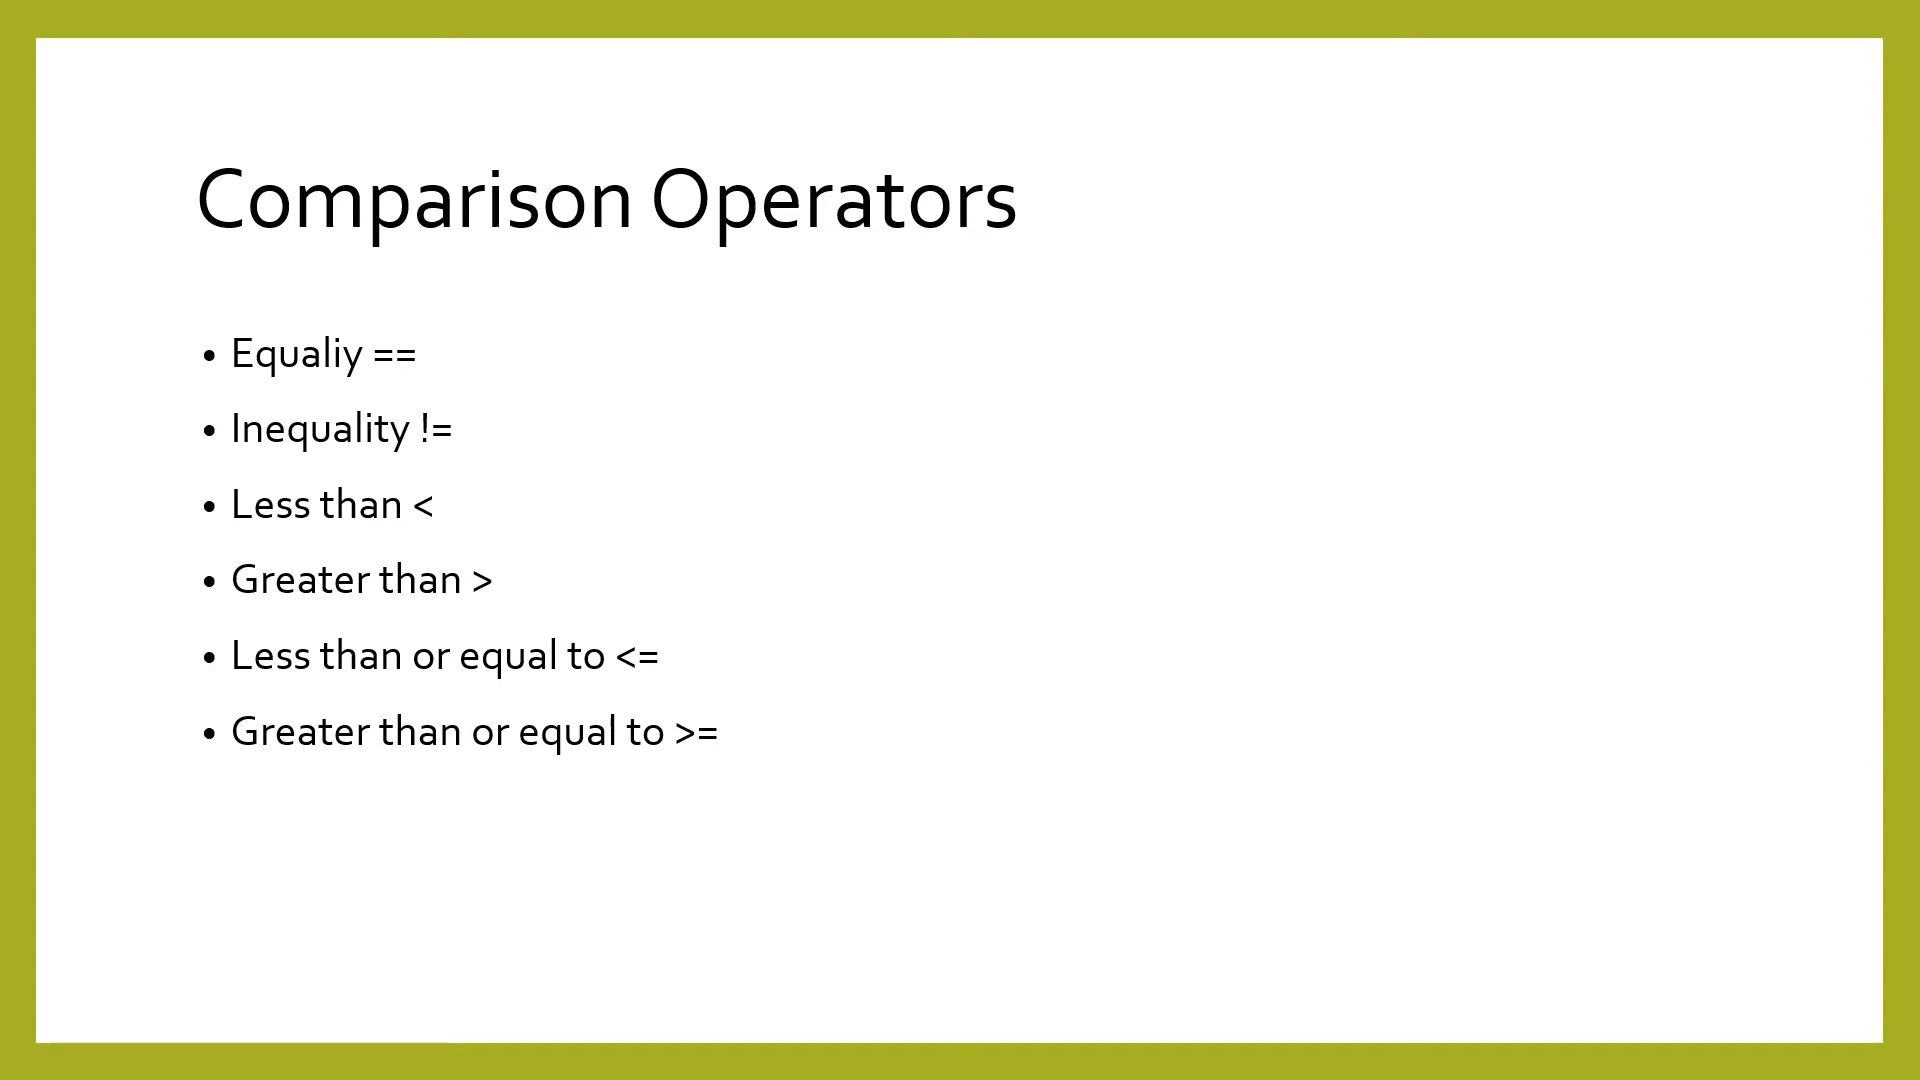 Comparison Operators
• Equaliy ==
• Inequality !=
• Less than <
• Greater than >
• Less than or equal to <=
• Greater than or equal to >=